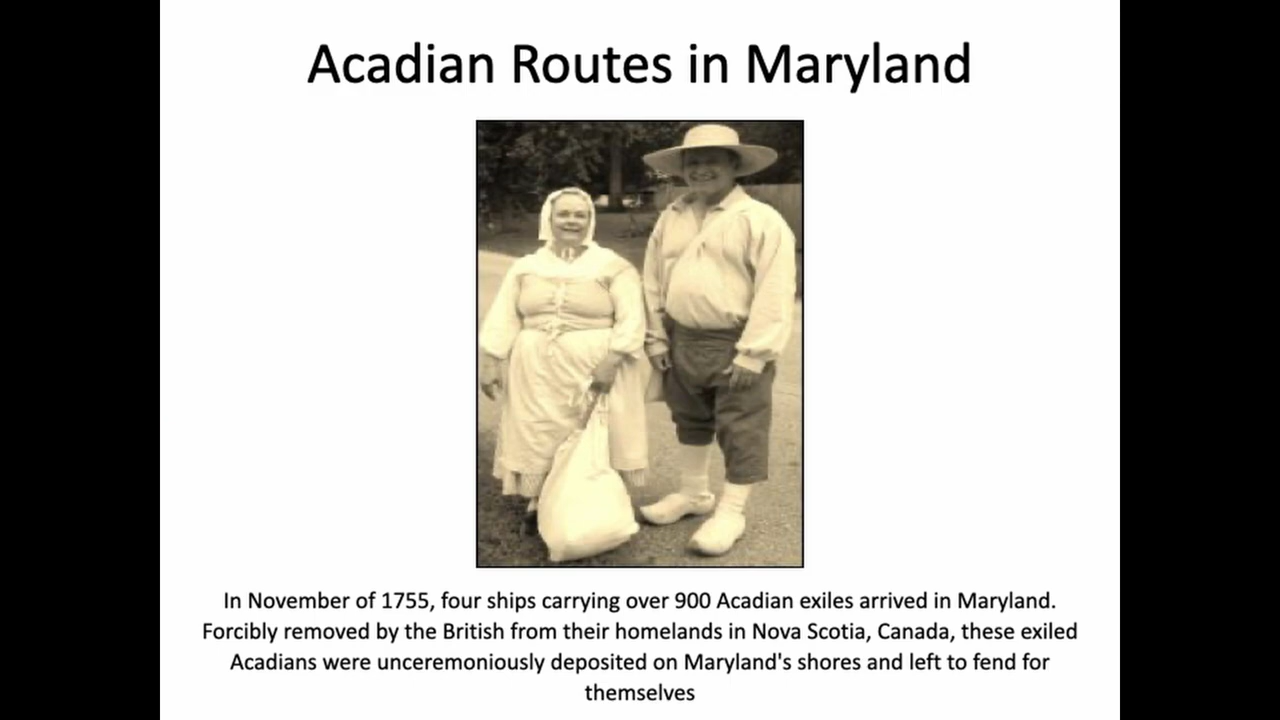 Acadian Routes in Maryland
In November of 1755, four ships carrying over 900 Acadian exiles arrived in Maryland.
Forcibly removed by the British from their homelands in Nova Scotia, Canada, these exiled
Acadians were unceremoniously deposited on Maryland's shores and left to fend for
themselves